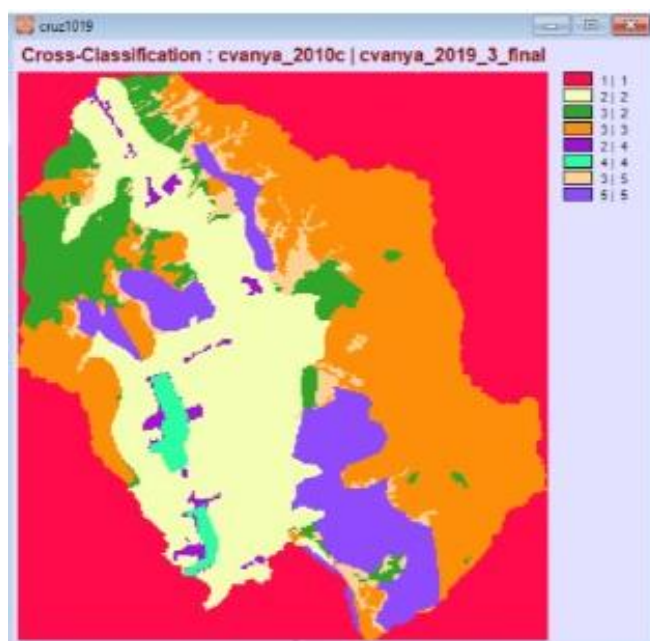 cruz1019
Cross-Classification : cvanya_2010c | cvanya_2019_3_final
1 | 1
2 | 2
3 | 2
3 | 3
2 | 4
4 | 4
3 | 5
5 | 5